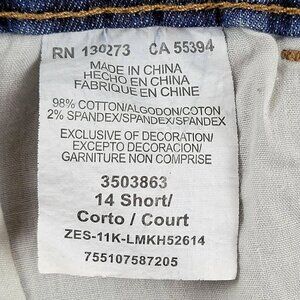 RN 130273 CA 55394
MADE IN CHINA
HECHO EN CHINA
FABRIQUE EN CHINE
98% COTTON/ALGODON/COTON
2% SPANDEX/SPANDEX/SPANDEX
EXCLUSIVE OF DECORATION/
EXCEPTO DECORACION/
GARNITURE NON COMPRISE
3503863
14 Short/
Corto / Court
ZES-11K-LMKH52614
755107587205